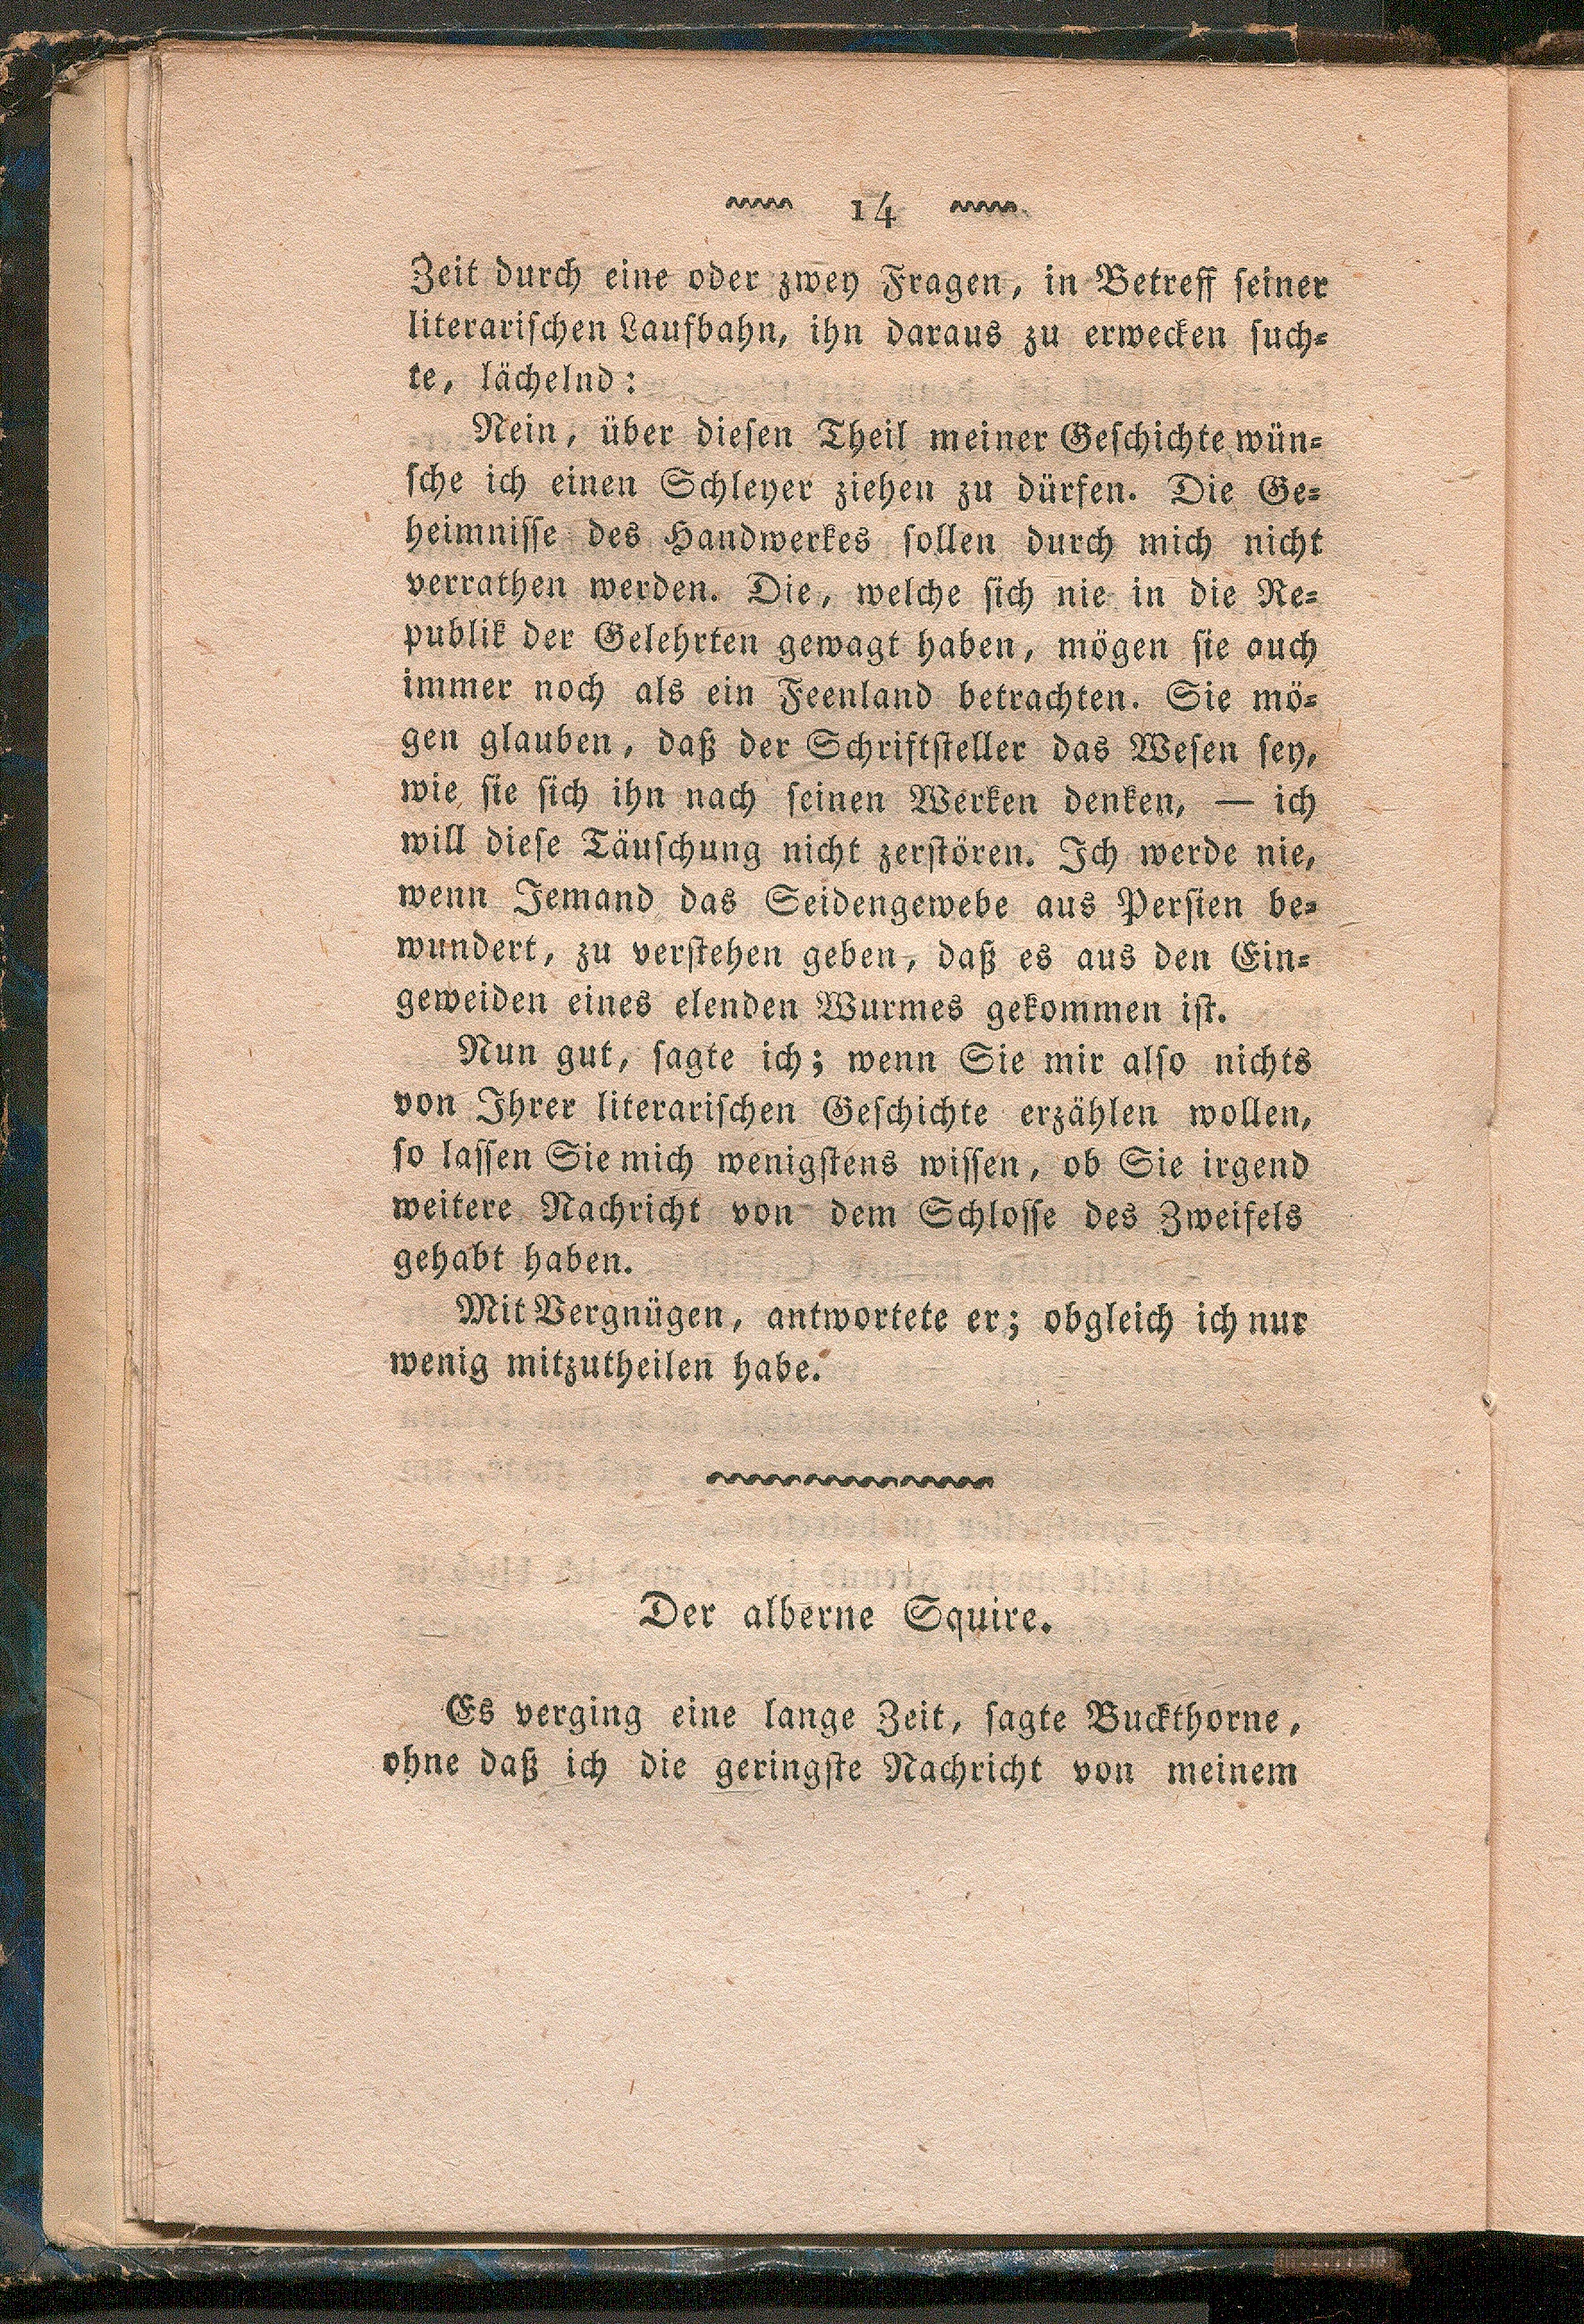 14
Zeit durch eine oder zwey Fragen, in Betreff seiner
literarischen Laufbahn, ihn daraus zu erwecken such-
te, lächelnd:
Nein, über diesen Theil meiner Geschichte wün-
sche ich einen Schleyer ziehen zu dürfen. Die Ge-
heimnisse des Handwerkes sollen durch mich nicht
verrathen werden. Die, welche sich nie in die Re-
publik der Gelehrten gewagt haben, mögen sie auch
immer noch als ein Feenland betrachten. Sie mö-
gen glauben, daß der Schriftsteller das Wesen sey,
wie sie sich ihn nach seinen Werken denken, — ich
will diese Täuschung nicht zerstören. Ich werde nie,
wenn Jemand das Seidengewebe aus Persien be-
wundert, zu verstehen geben, daß es aus den Ein-
geweiden eines elenden Wurmes gekommen ist.
Nun gut, sagte ich; wenn Sie mir also nichts
von Ihrer literarischen Geschichte erzählen wollen,
so lassen Sie mich wenigstens wissen, ob Sie irgend
weitere Nachricht von dem Schlosse des Zweifels
gehabt haben.
Mit Vergnügen, antwortete er; obgleich ich nur
wenig mitzutheilen habe.
Der alberne Squire.
Es verging eine lange Zeit, sagte Buckthorne,
ohne daß ich die geringste Nachricht von meinem